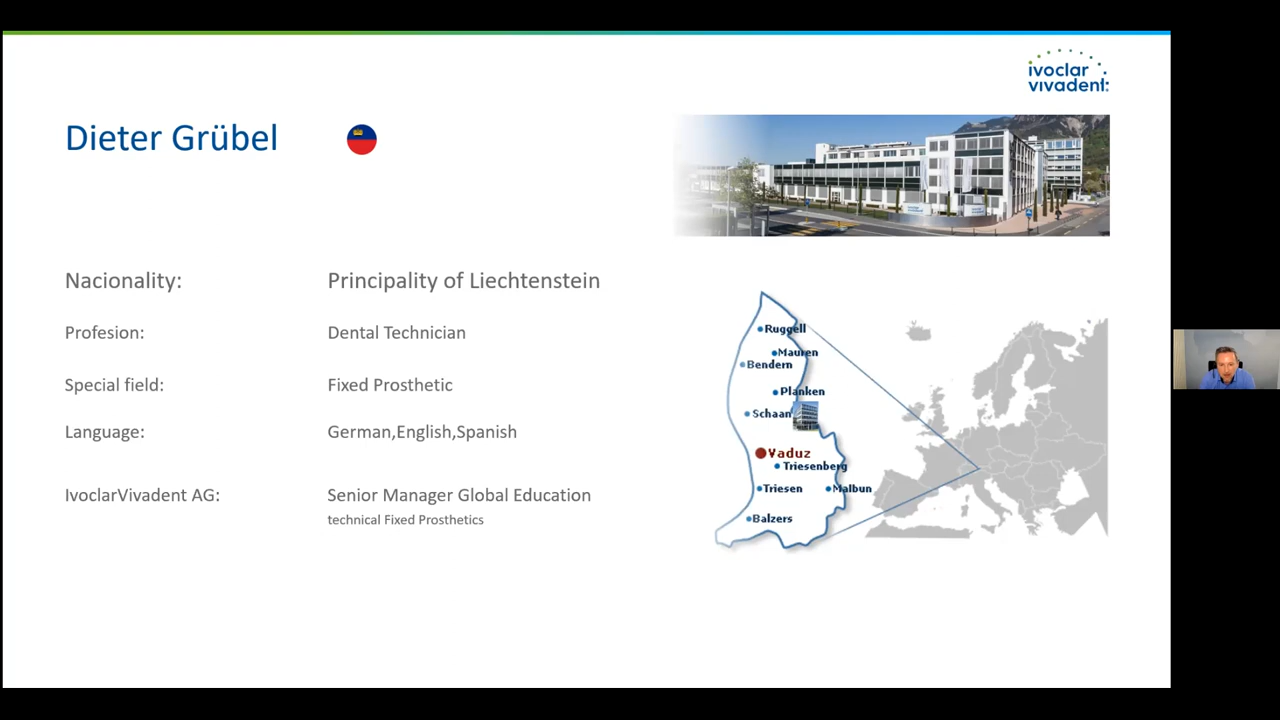 ivoclar
vivadent:
Dieter Grübel
Nacionality: Principality of Liechtenstein
Profesion: Dental Technician
Special field: Fixed Prosthetic
Language: German,English,Spanish
IvoclarVivadent AG: Senior Manager Global Education
technical Fixed Prosthetics
Ruggell
Mauren
Bendern
Planken
Schaan
Vaduz
Triesenberg
Triesen
Malbun
Balzers